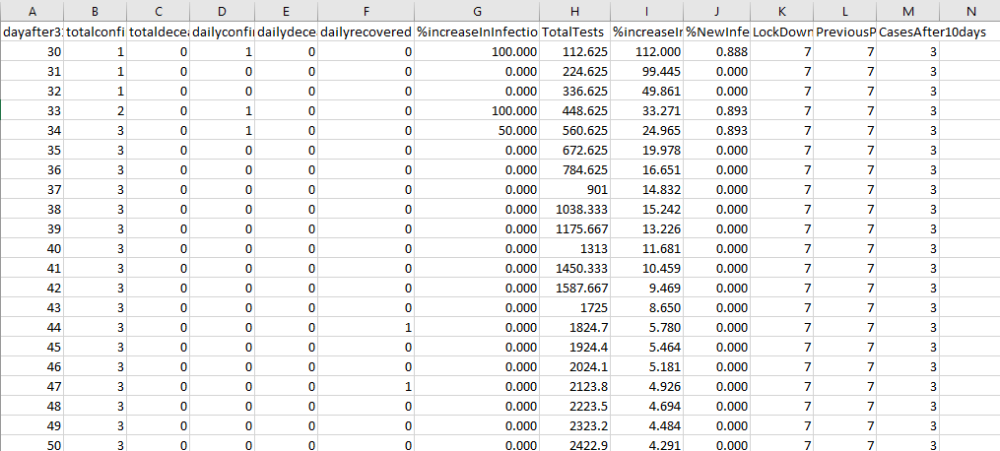 A B C D E F G H I J K L M N
dayafter3 totalconfi totaldecea dailyconfi dailydecea dailyrecovered %increaseInInfectio TotalTests %increaseIn %NewInfe LockDown PreviousP CasesAfter10days
30 1 0 1 0 0 100.000 112.625 112.000 0.888 7 7 3
31 1 0 0 0 0 0.000 224.625 99.445 0.000 7 7 3
32 1 0 0 0 0 0.000 336.625 49.861 0.000 7 7 3
33 2 0 1 0 0 100.000 448.625 33.271 0.893 7 7 3
34 3 0 1 0 0 50.000 560.625 24.965 0.893 7 7 3
35 3 0 0 0 0 0.000 672.625 19.978 0.000 7 7 3
36 3 0 0 0 0 0.000 784.625 16.651 0.000 7 7 3
37 3 0 0 0 0 0.000 901 14.832 0.000 7 7 3
38 3 0 0 0 0 0.000 1038.333 15.242 0.000 7 7 3
39 3 0 0 0 0 0.000 1175.667 13.226 0.000 7 7 3
40 3 0 0 0 0 0.000 1313 11.681 0.000 7 7 3
41 3 0 0 0 0 0.000 1450.333 10.459 0.000 7 7 3
42 3 0 0 0 0 0.000 1587.667 9.469 0.000 7 7 3
43 3 0 0 0 0 0.000 1725 8.650 0.000 7 7 3
44 3 0 0 0 1 0.000 1824.7 5.780 0.000 7 7 3
45 3 0 0 0 0 0.000 1924.4 5.464 0.000 7 7 3
46 3 0 0 0 0 0.000 2024.1 5.181 0.000 7 7 3
47 3 0 0 0 1 0.000 2123.8 4.926 0.000 7 7 3
48 3 0 0 0 0 0.000 2223.5 4.694 0.000 7 7 3
49 3 0 0 0 0 0.000 2323.2 4.484 0.000 7 7 3
50 3 0 0 0 0 0.000 2422.9 4.291 0.000 7 7 3